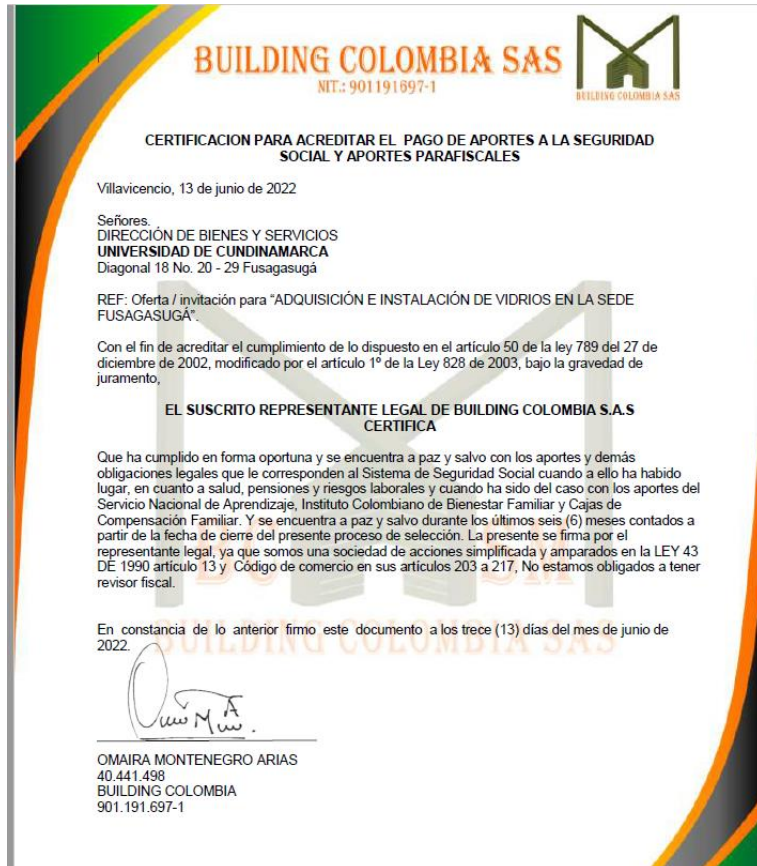 BUILDING COLOMBIA SAS
NIT.: 901191697-1
BUILDING COLOMBIA SAS
CERTIFICACION PARA ACREDITAR EL PAGO DE APORTES A LA SEGURIDAD
SOCIAL Y APORTES PARAFISCALES
Villavicencio, 13 de junio de 2022
Señores.
DIRECCIÓN DE BIENES Y SERVICIOS
UNIVERSIDAD DE CUNDINAMARCA
Diagonal 18 No. 20 - 29 Fusagasugá
REF: Oferta / invitación para “ADQUISICIÓN E INSTALACIÓN DE VIDRIOS EN LA SEDE
FUSAGASUGÁ”.
Con el fin de acreditar el cumplimiento de lo dispuesto en el artículo 50 de la ley 789 del 27 de
diciembre de 2002, modificado por el artículo 1º de la Ley 828 de 2003, bajo la gravedad de
juramento,
EL SUSCRITO REPRESENTANTE LEGAL DE BUILDING COLOMBIA S.A.S
CERTIFICA
Que ha cumplido en forma oportuna y se encuentra a paz y salvo con los aportes y demás
obligaciones legales que le corresponden al Sistema de Seguridad Social cuando a ello ha habido
lugar, en cuanto a salud, pensiones y riesgos laborales y cuando ha sido del caso con los aportes del
Servicio Nacional de Aprendizaje, Instituto Colombiano de Bienestar Familiar y Cajas de
Compensación Familiar. Y se encuentra a paz y salvo durante los últimos seis (6) meses contados a
partir de la fecha de cierre del presente proceso de selección. La presente se firma por el
representante legal, ya que somos una sociedad de acciones simplificada y amparados en la LEY 43
DE 1990 artículo 13 y Código de comercio en sus artículos 203 a 217, No estamos obligados a tener
revisor fiscal.
En constancia de lo anterior firmo este documento a los trece (13) días del mes de junio de
2022.
BUILDING COLOMBIA SAS
OMAIRA MONTENEGRO ARIAS
40.441.498
BUILDING COLOMBIA
901.191.697-1